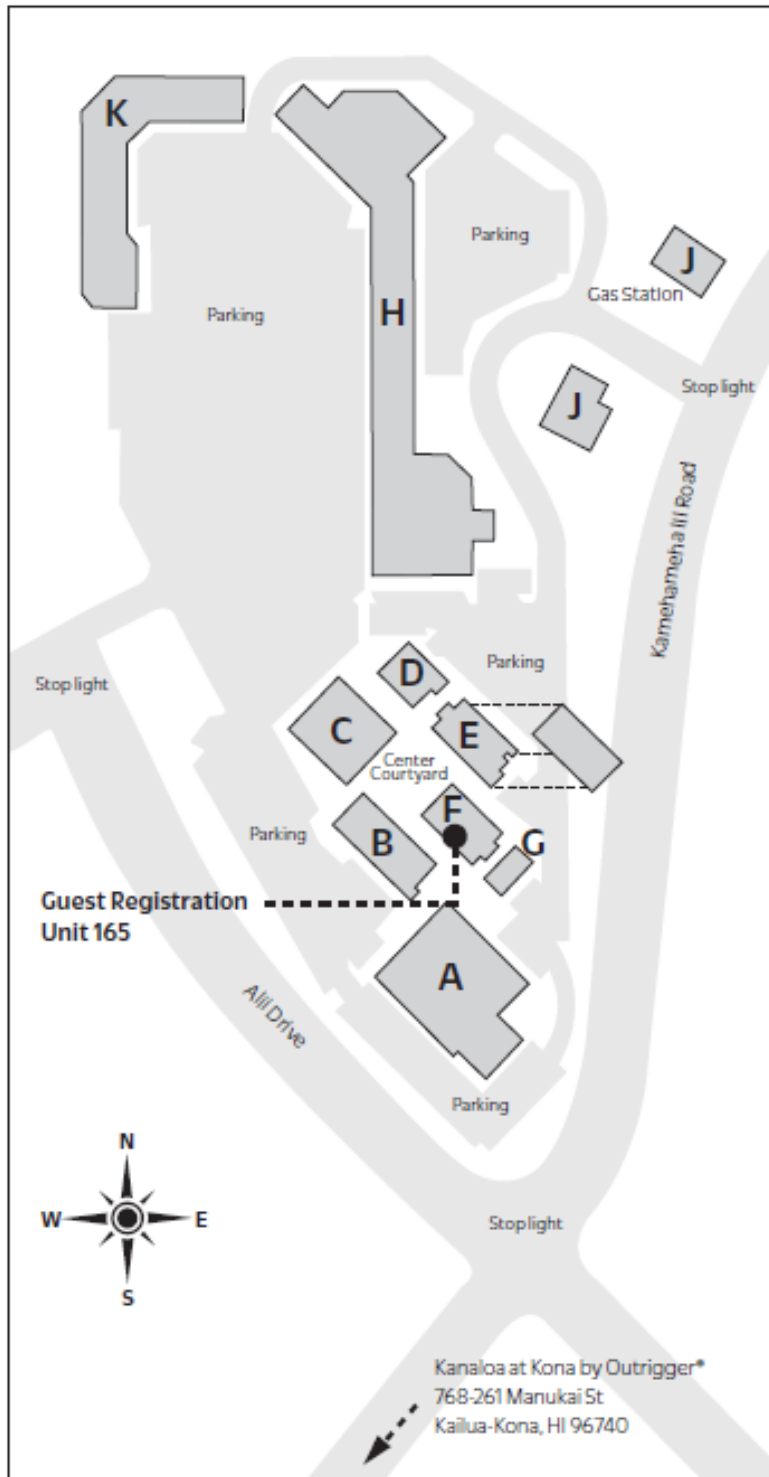 K
H
Parking
J
Gas Station
Parking
Stop light
J
Kamehameha III Road
D
Parking
Stop light
C
E
Center
Courtyard
F
B
G
Parking
Guest Registration
Unit 165
A
Alii Drive
Parking
N
W
E
S
Stop light
Kanaloa at Kona by Outrigger®
768-261 Manukai St
Kailua-Kona, HI 96740